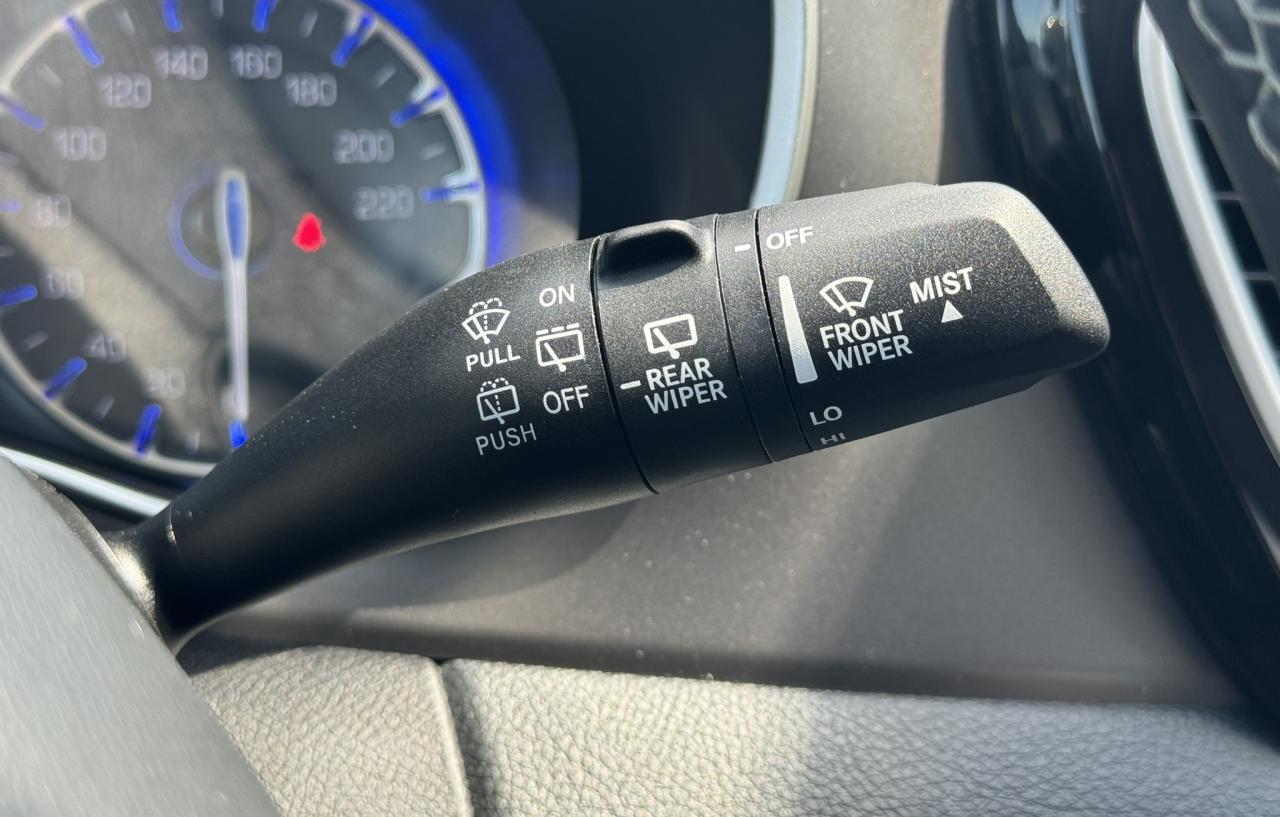 20
40
60
80
100
120
140
160
180
200
220
PULL
PUSH
ON
OFF
REAR
WIPER
OFF
FRONT
WIPER
MIST
LO
HI